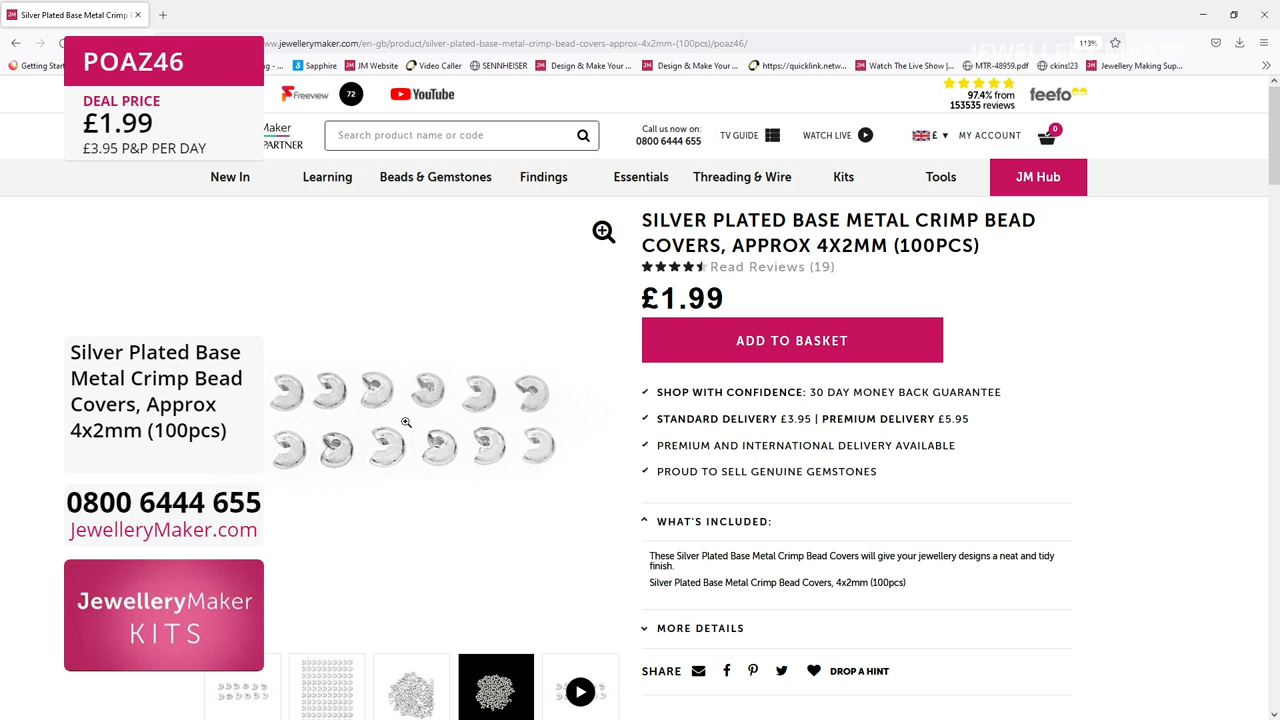 Silver Plated Base Metal Crimp
ww.jewellerymaker.com/en-gb/product/silver-plated-base-metal-crimp-bead-covers-approx-4x2mm-(100pcs)/poaz46/
113%
JEWELLERY MAKER
Getting Star
JM Website
Sapphire
Video Caller
SENNHEISER
Design & Make Your ...
Design & Make Your ...
https://quicklink.netw...
Watch The Live Show |...
MTR-48959.pdf
ckins!23
Jewellery Making Sup...
POAZ46
DEAL PRICE
£1.99
£3.95 P&P PER DAY
Freeview
72
YouTube
97.4% from
153535 reviews
feefo
Maker
PARTNER
Search product name or code
Call us now on:
0800 6444 655
TV GUIDE
WATCH LIVE
£
MY ACCOUNT
0
New In
Learning
Beads & Gemstones
Findings
Essentials
Threading & Wire
Kits
Tools
JM Hub
SILVER PLATED BASE METAL CRIMP BEAD
COVERS, APPROX 4X2MM (100PCS)
Read Reviews (19)
£1.99
ADD TO BASKET
SHOP WITH CONFIDENCE: 30 DAY MONEY BACK GUARANTEE
STANDARD DELIVERY £3.95 | PREMIUM DELIVERY £5.95
PREMIUM AND INTERNATIONAL DELIVERY AVAILABLE
PROUD TO SELL GENUINE GEMSTONES
WHAT'S INCLUDED:
These Silver Plated Base Metal Crimp Bead Covers will give your jewellery designs a neat and tidy
finish.
Silver Plated Base Metal Crimp Bead Covers, 4x2mm (100pcs)
MORE DETAILS
SHARE
DROP A HINT
Silver Plated Base
Metal Crimp Bead
Covers, Approx
4x2mm (100pcs)
0800 6444 655
JewelleryMaker.com
JewelleryMaker
KITS